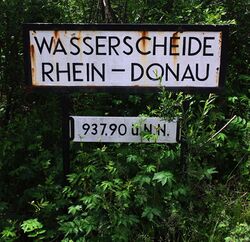 WASSERSCHEIDE
RHEIN – DONAU
937.90 ü.N.N.